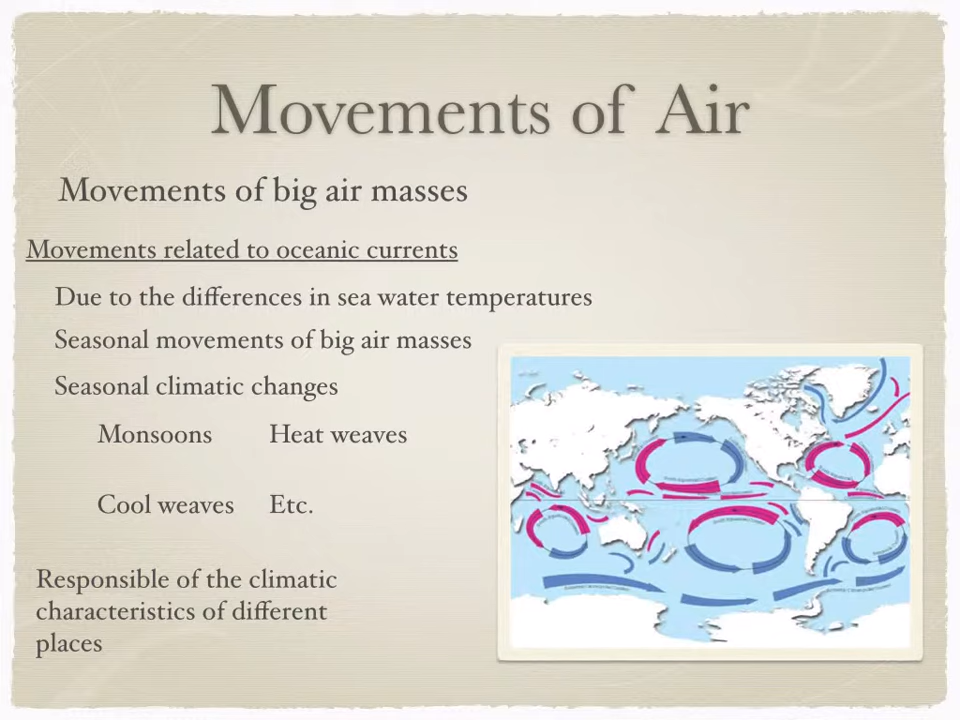 Movements of Air
Movements of big air masses
Movements related to oceanic currents
Due to the differences in sea water temperatures
Seasonal movements of big air masses
Seasonal climatic changes
Monsoons Heat weaves
Cool weaves Etc.
Responsible of the climatic
characteristics of different
places